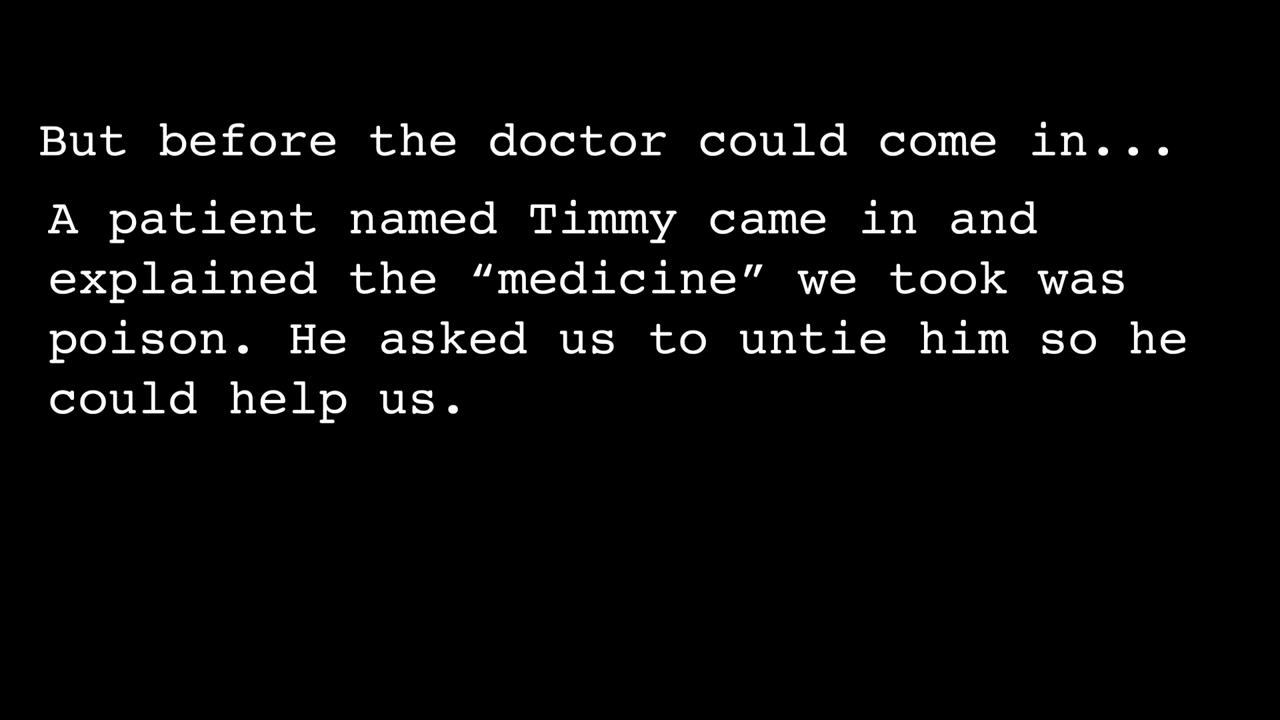 But before the doctor could come in...
A patient named Timmy came in and
explained the “medicine” we took was
poison. He asked us to untie him so he
could help us.